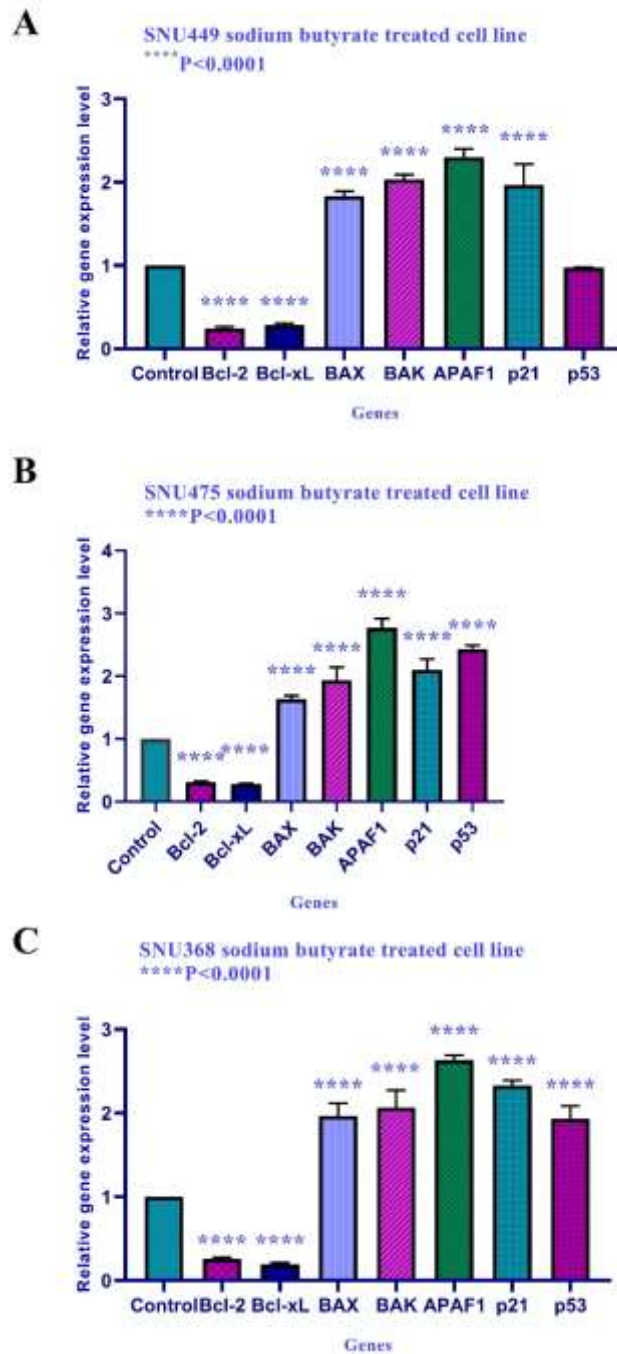 A
SNU449 sodium butyrate treated cell line
****P<0.0001
Relative gene expression level
3
2
1
0
**** **** **** **** **** ****
Control Bcl-2 Bcl-xL BAX BAK APAF1 p21 p53
Genes
B
SNU475 sodium butyrate treated cell line
****P<0.0001
Relative gene expression level
4
3
2
1
0
**** **** **** **** **** **** ****
Control Bcl-2 Bcl-xL BAX BAK APAF1 p21 p53
Genes
C
SNU368 sodium butyrate treated cell line
****P<0.0001
Relative gene expression level
3
2
1
0
**** **** **** **** **** **** ****
Control Bcl-2 Bcl-xL BAX BAK APAF1 p21 p53
Genes